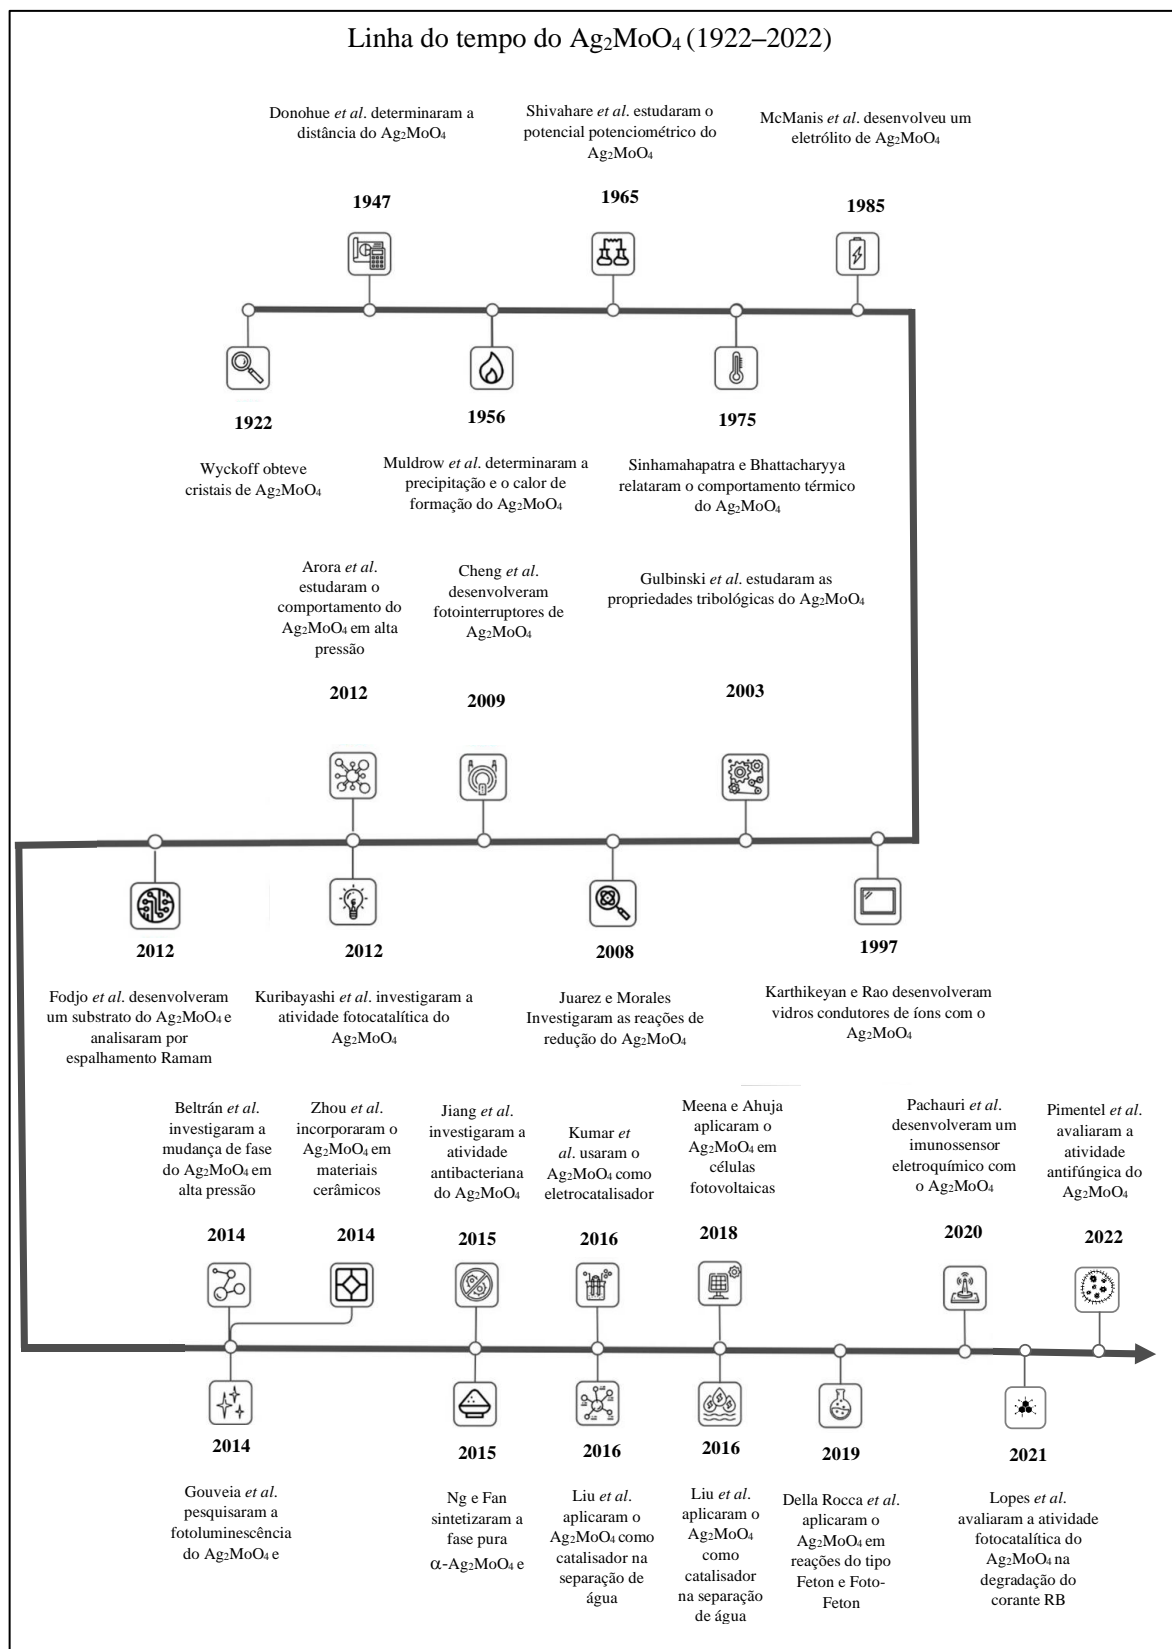 Linha do tempo do Ag₂MoO₄ (1922–2022)
Donohue et al. determinaram a
distância do Ag₂MoO₄
1947
Shivahare et al. estudaram o
potencial potenciométrico do
Ag₂MoO₄
1965
McManis et al. desenvolveu um
eletrólito de Ag₂MoO₄
1985
1922
Wyckoff obteve
cristais de Ag₂MoO₄
1956
Muldrow et al. determinaram a
precipitação e o calor de
formação do Ag₂MoO₄
1975
Sinhamahapatra e Bhattacharyya
relataram o comportamento térmico
do Ag₂MoO₄
Arora et al.
estudaram o
comportamento do
Ag₂MoO₄ em alta
pressão
2012
Cheng et al.
desenvolveram
fotointerruptores de
Ag₂MoO₄
2009
Gulbinski et al. estudaram as
propriedades tribológicas do Ag₂MoO₄
2003
2012
Fodjo et al. desenvolveram
um substrato do Ag₂MoO₄ e
analisaram por
espalhamento Ramam
2012
Kuribayashi et al. investigaram a
atividade fotocatalítica do
Ag₂MoO₄
2008
Juarez e Morales
Investigaram as reações de
redução do Ag₂MoO₄
1997
Karthikeyan e Rao desenvolveram
vidros condutores de íons com o
Ag₂MoO₄
Beltrán et al.
investigaram a
mudança de fase
do Ag₂MoO₄ em
alta pressão
2014
Zhou et al.
incorporaram o
Ag₂MoO₄ em
materiais
cerâmicos
2014
Jiang et al.
investigaram a
atividade
antibacteriana
do Ag₂MoO₄
2015
Kumar et
al. usaram o
Ag₂MoO₄ como
eletrocatalisador
2016
Meena e Ahuja
aplicaram o
Ag₂MoO₄ em
células
fotovoltaicas
2018
Pachauri et al.
desenvolveram um
imunossensor
eletroquímico com
o Ag₂MoO₄
2020
Pimentel et al.
avaliaram a
atividade
antifúngica do
Ag₂MoO₄
2022
2014
Gouveia et al.
pesquisaram a
fotoluminescência
do Ag₂MoO₄ e
2015
Ng e Fan
sintetizaram a
fase pura
α-Ag₂MoO₄ e
2016
Liu et al.
aplicaram o
Ag₂MoO₄ como
catalisador na
separação de
água
2016
Liu et al.
aplicaram o
Ag₂MoO₄
como
catalisador
na separação
de água
2019
Della Rocca et al.
aplicaram o
Ag₂MoO₄ em
reações do tipo
Feton e Foto-
Feton
2021
Lopes et al.
avaliaram a atividade
fotocatalítica do
Ag₂MoO₄ na
degradação do
corante RB